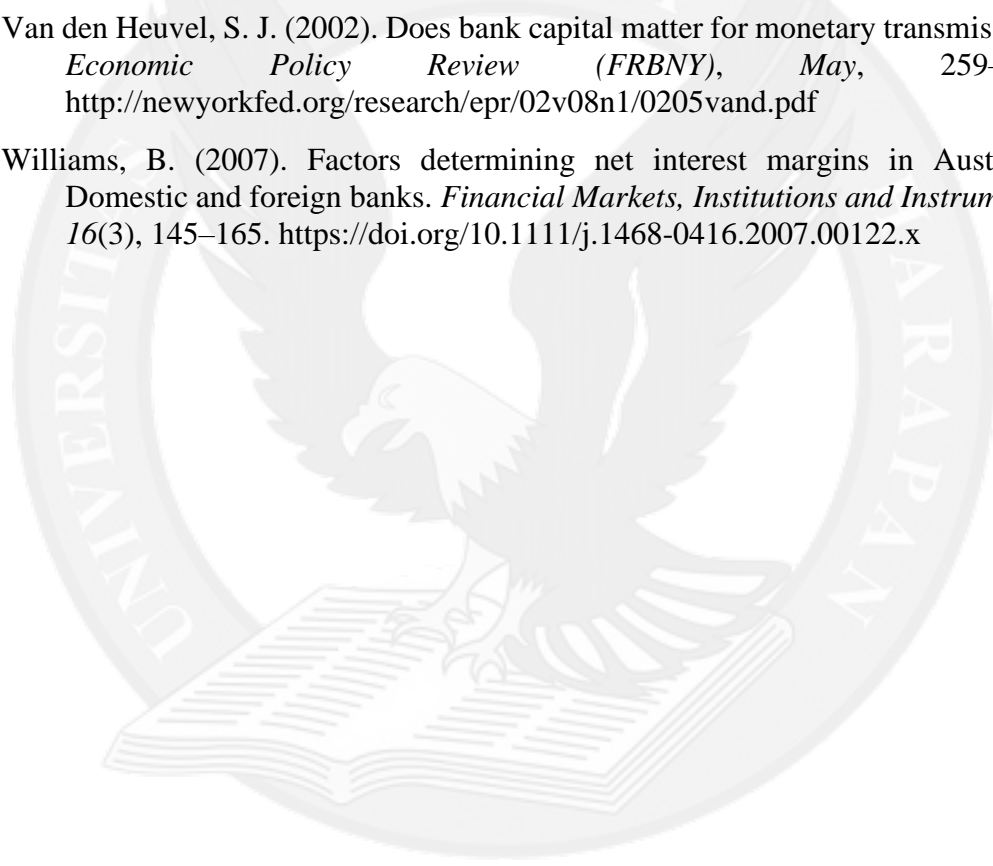 Van den Heuvel, S. J. (2002). Does bank capital matter for monetary transmis
Economic Policy Review (FRBNY), May, 259-
http://newyorkfed.org/research/epr/02v08n1/0205vand.pdf
Williams, B. (2007). Factors determining net interest margins in Aust
Domestic and foreign banks. Financial Markets, Institutions and Instrum
16(3), 145–165. https://doi.org/10.1111/j.1468-0416.2007.00122.x
UNIVERSITAS
ARAPAN